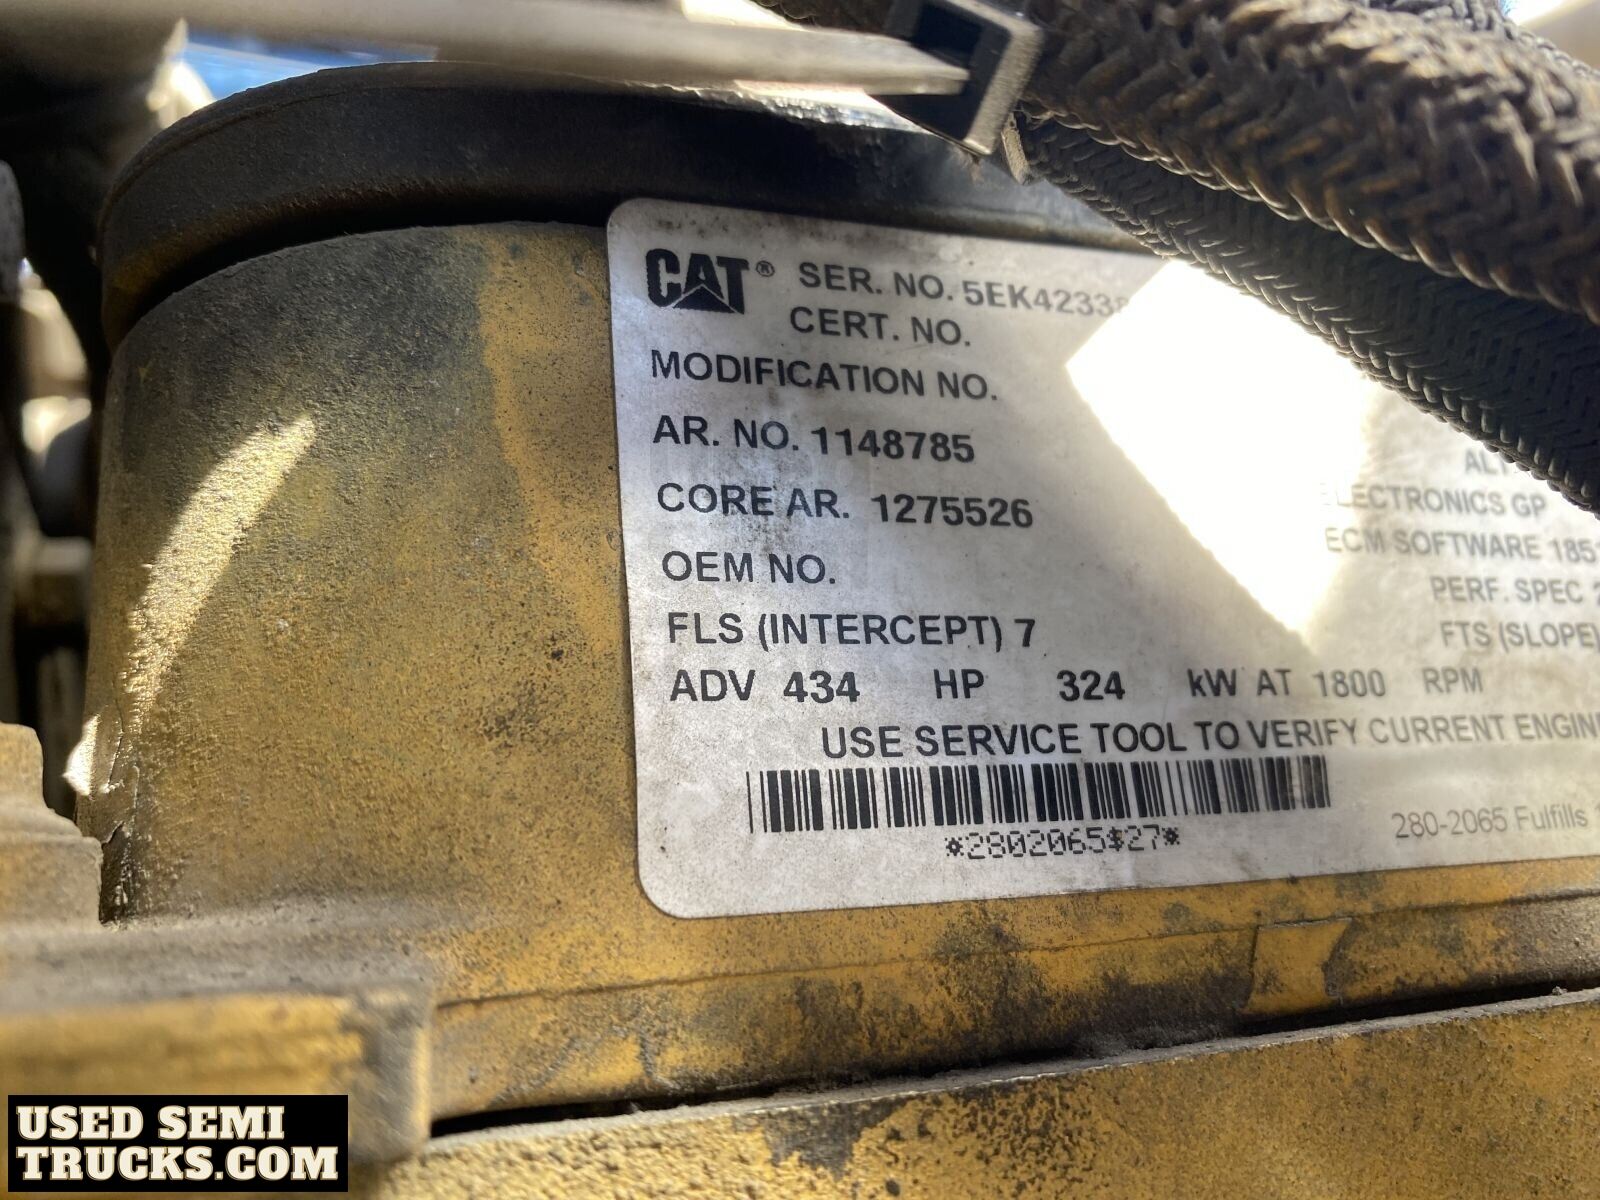 CAT® SER. NO. 5EK4233
CERT. NO.
MODIFICATION NO.
AR. NO. 1148785
CORE AR. 1275526
ELECTRONICS GP
OEM NO.
ECM SOFTWARE 185
PERF. SPEC 2
FLS (INTERCEPT) 7
FTS (SLOPE)
ADV 434 HP 324 kW AT 1800 RPM
USE SERVICE TOOL TO VERIFY CURRENT ENGIN
*2802065$27*
280-2065 Fulfills
USED SEMI
TRUCKS.COM